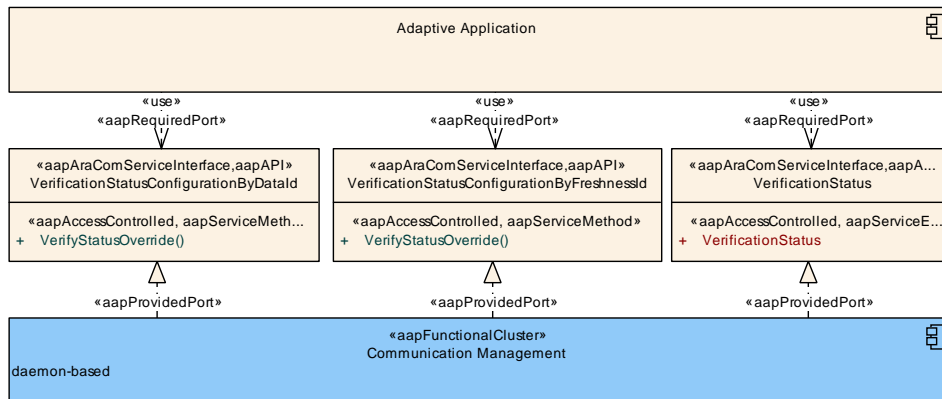 Adaptive Application
«use»
«use»
«use»
«aapRequiredPort»
«aapRequiredPort»
«aapRequiredPort»
«aapAraComServiceInterface,aapAPI»
VerificationStatusConfigurationByDataId
«aapAccessControlled, aapServiceMeth...
+ VerifyStatusOverride()
«aapAraComServiceInterface,aapAPI»
VerificationStatusConfigurationByFreshnessId
«aapAccessControlled, aapServiceMethod»
+ VerifyStatusOverride()
«aapAraComServiceInterface,aapA...
VerificationStatus
«aapAccessControlled, aapServiceE...
+ VerificationStatus
«aapProvidedPort»
«aapProvidedPort»
«aapProvidedPort»
«aapFunctionalCluster»
Communication Management
daemon-based